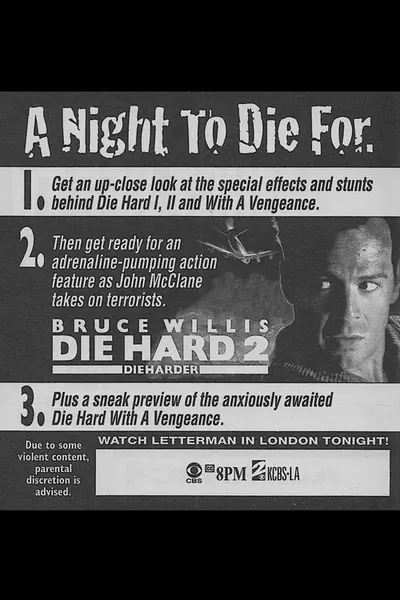 A Night To Die For.
1. Get an up-close look at the special effects and stunts
behind Die Hard I, II and With A Vengeance.
2. Then get ready for an
adrenaline-pumping action
feature as John McClane
takes on terrorists.
BRUCE WILLIS
DIE HARD 2
DIEHARDER
3. Plus a sneak preview of the anxiously awaited
Die Hard With A Vengeance.
Due to some
violent content,
parental
discretion is
advised.
WATCH LETTERMAN IN LONDON TONIGHT!
CBS CC 8PM 2 KCBS-LA